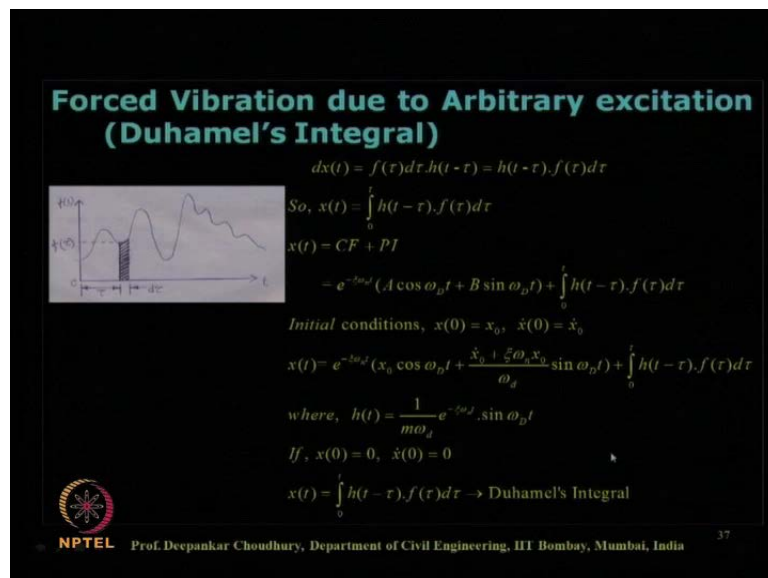 Forced Vibration due to Arbitrary excitation
(Duhamel's Integral)
dx(t) = f(τ)dτ.h(t - τ) = h(t - τ).f(τ)dτ
f(t)
So, x(t) = ∫₀ᵗ h(t − τ).f(τ)dτ
f(τ)
x(t) = CF + PI
0 τ dτ t
= e^{-ξω_n t}(A cos ω_D t + B sin ω_D t) + ∫₀ᵗ h(t − τ).f(τ)dτ
Initial conditions, x(0) = x₀, ẋ(0) = ẋ₀
x(t)= e^{-ξω_n t}(x₀ cos ω_D t + (ẋ₀ + ξω_n x₀)/ω_d sin ω_D t) + ∫₀ᵗ h(t − τ).f(τ)dτ
where, h(t) = 1/(mω_d) e^{-ξω_d t}.sin ω_D t
If, x(0) = 0, ẋ(0) = 0
x(t) = ∫₀ᵗ h(t − τ).f(τ)dτ → Duhamel's Integral
NPTEL
Prof. Deepankar Choudhury, Department of Civil Engineering, IIT Bombay, Mumbai, India
37